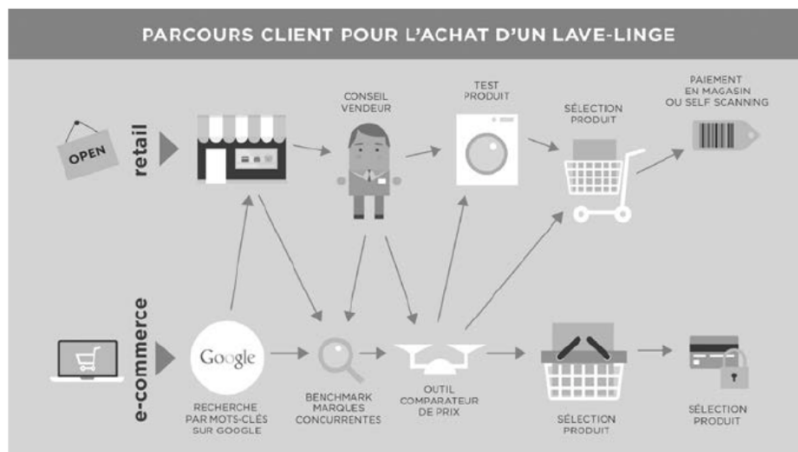 PARCOURS CLIENT POUR L'ACHAT D'UN LAVE-LINGE
OPEN
retail
CONSEIL
VENDEUR
TEST
PRODUIT
SÉLECTION
PRODUIT
PAIEMENT
EN MAGASIN
OU SELF SCANNING
e-commerce
Google
RECHERCHE
PAR MOTS-CLÉS
SUR GOOGLE
BENCHMARK
MARQUES
CONCURRENTES
OUTIL
COMPARATEUR
DE PRIX
SÉLECTION
PRODUIT
SÉLECTION
PRODUIT